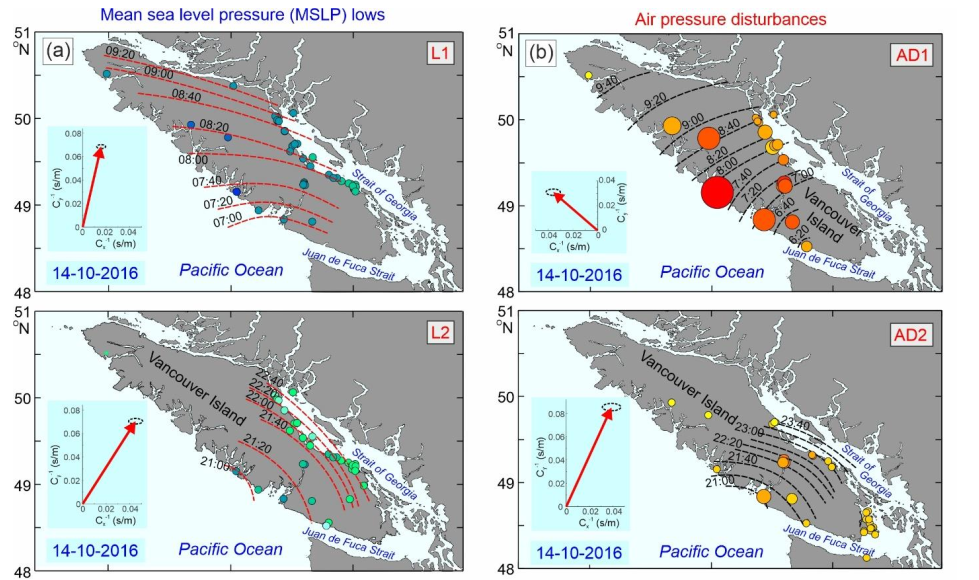 Mean sea level pressure (MSLP) lows
Air pressure disturbances
51
°N
50
49
48
(a)
L1
09:20
09:00
08:40
08:20
08:00
07:40
07:20
07:00
0.08
0.06
0.04
0.02
0
0
0.02
0.04
Cy-1 (s/m)
Cx-1 (s/m)
14-10-2016
Pacific Ocean
Strait of Georgia
Juan de Fuca Strait
51
°N
50
49
48
(b)
AD1
9:40
9:20
9:00
8:40
8:20
8:00
7:40
7:20
7:00
6:40
6:20
0.04
0.02
0
0.04
0.02
0
Cy-1 (s/m)
Cx-1 (s/m)
14-10-2016
Pacific Ocean
Vancouver
Island
Strait of Georgia
Juan de Fuca Strait
51
°N
50
49
48
L2
Vancouver Island
22:40
22:20
22:00
21:40
21:20
21:00
0.08
0.06
0.04
0.02
0
0
0.02
0.04
Cy-1 (s/m)
Cx-1 (s/m)
14-10-2016
Pacific Ocean
Strait of Georgia
Juan de Fuca Strait
51
°N
50
49
48
AD2
Vancouver Island
23:40
23:00
22:20
21:40
21:00
0.08
0.06
0.04
0.02
0
0
0.02
0.04
Cy-1 (s/m)
Cx-1 (s/m)
14-10-2016
Pacific Ocean
Strait of
Georgia
Juan de Fuca Strait